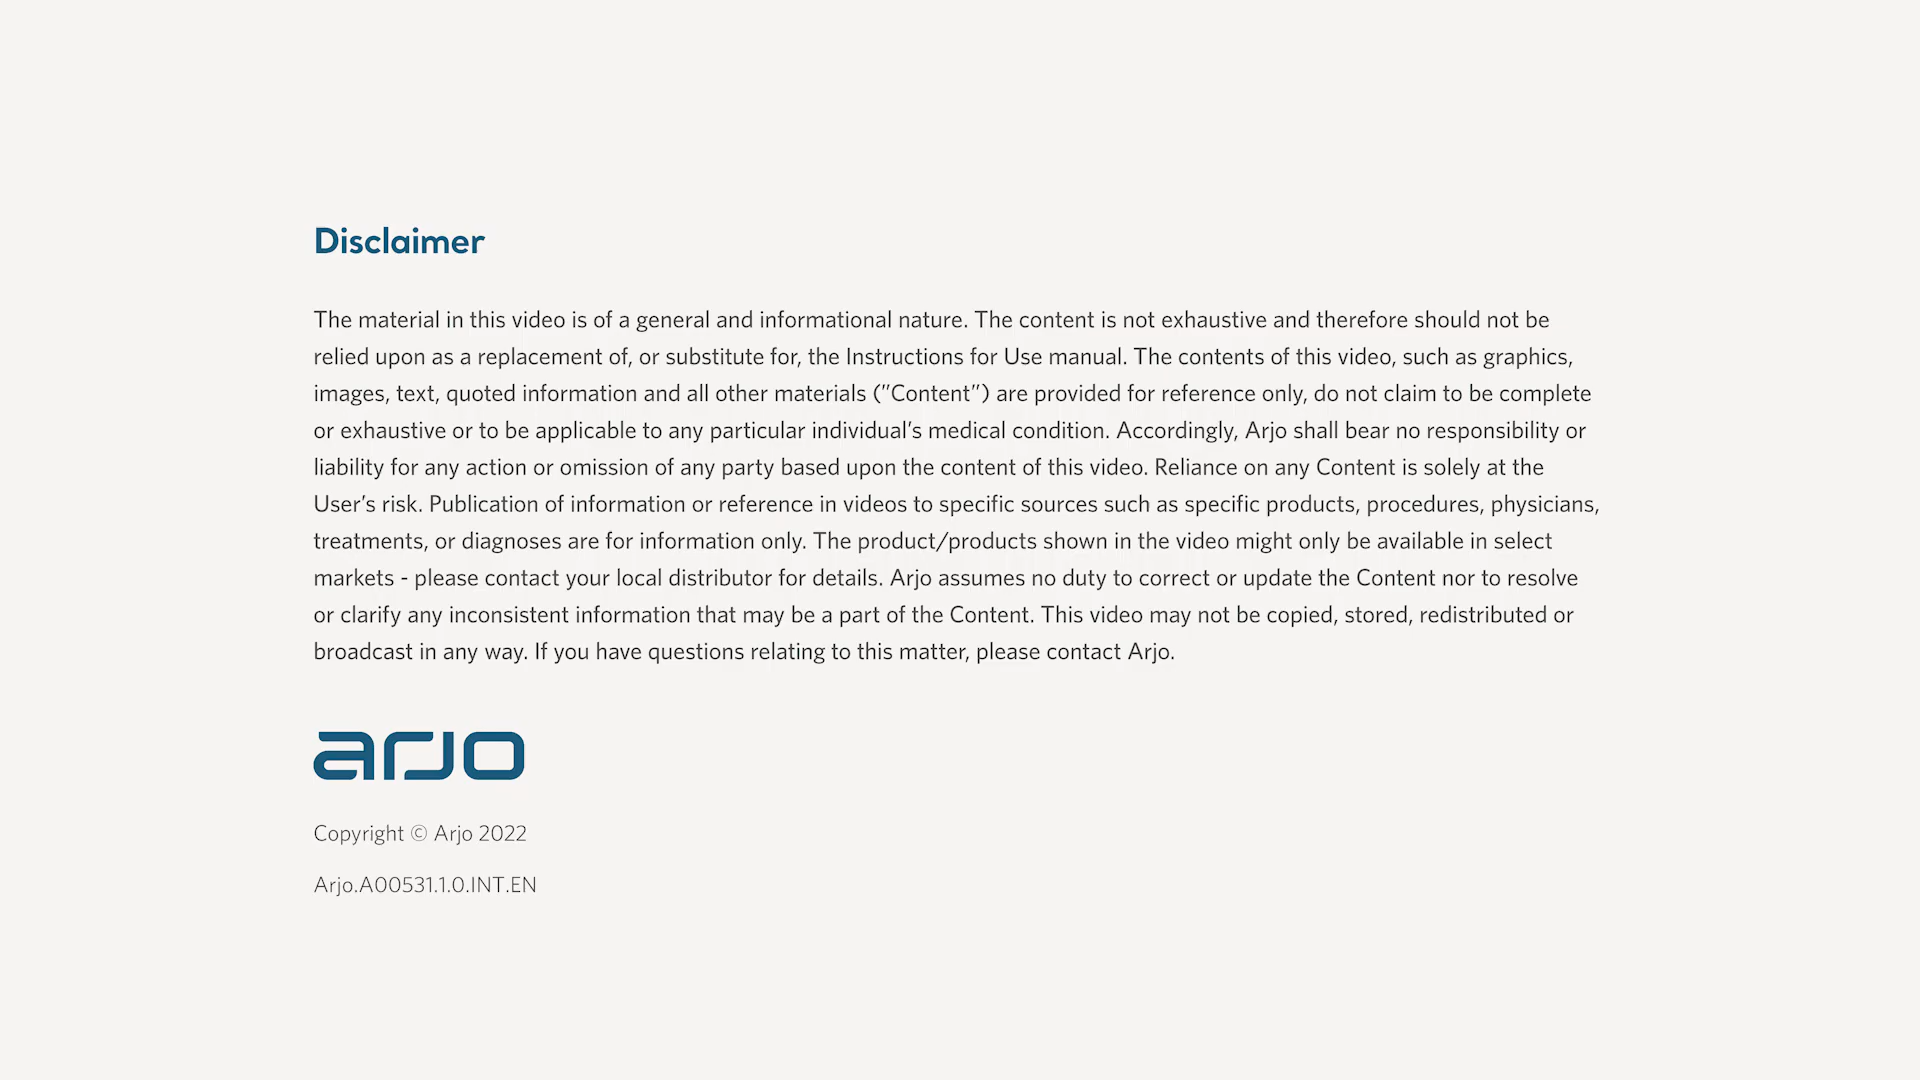 Disclaimer
The material in this video is of a general and informational nature. The content is not exhaustive and therefore should not be
relied upon as a replacement of, or substitute for, the Instructions for Use manual. The contents of this video, such as graphics,
images, text, quoted information and all other materials (”Content”) are provided for reference only, do not claim to be complete
or exhaustive or to be applicable to any particular individual’s medical condition. Accordingly, Arjo shall bear no responsibility or
liability for any action or omission of any party based upon the content of this video. Reliance on any Content is solely at the
User’s risk. Publication of information or reference in videos to specific sources such as specific products, procedures, physicians,
treatments, or diagnoses are for information only. The product/products shown in the video might only be available in select
markets - please contact your local distributor for details. Arjo assumes no duty to correct or update the Content nor to resolve
or clarify any inconsistent information that may be a part of the Content. This video may not be copied, stored, redistributed or
broadcast in any way. If you have questions relating to this matter, please contact Arjo.
arjo
Copyright © Arjo 2022
Arjo.A00531.1.0.INT.EN